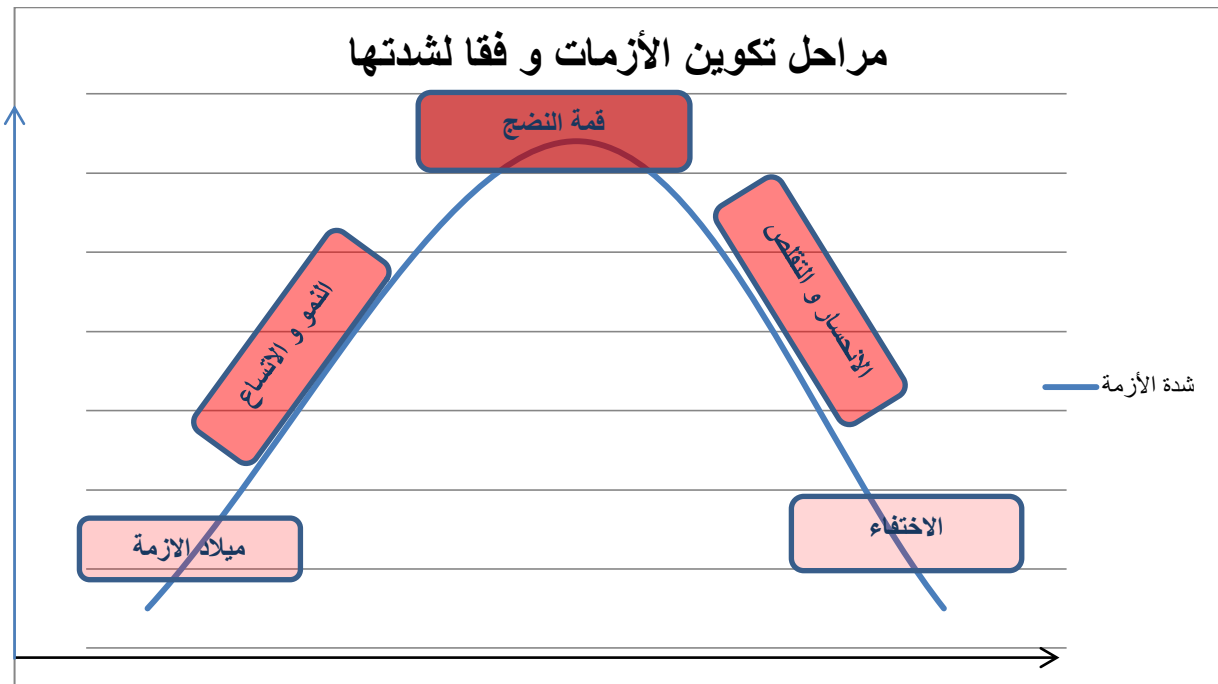 مراحل تكوين الأزمات و فقا لشدتها
قمة النضج
النمو و الاتساع
الانحسار و التقلص
شدة الأزمة
ميلاد الازمة
الاختفاء